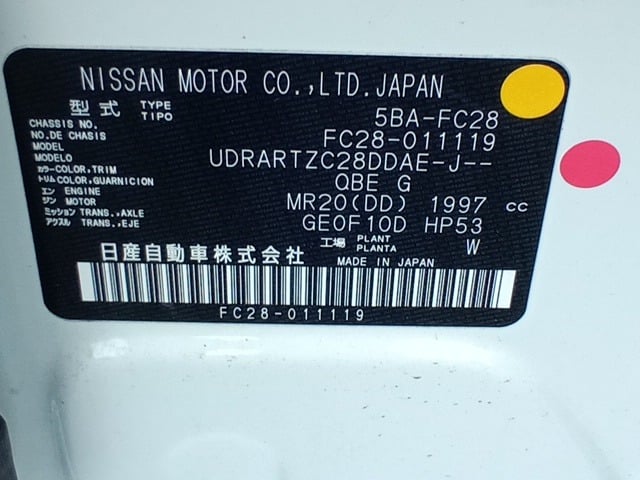 NISSAN MOTOR CO.,LTD.JAPAN
型式 TYPE TIPO 5BA-FC28
CHASSIS NO.
NO.DE CHASIS FC28-011119
MODEL
MODELO UDRARTZC28DDAE-J--
カラー COLOR,TRIM
トリム COLOR,GUARNICION QBE G
エン ENGINE
ジン MOTOR MR20(DD) 1997 cc
ミッション TRANS.,AXLE
アクスル TRANS.,EJE GE0F10D HP53
工場 PLANT PLANTA W
日産自動車株式会社 MADE IN JAPAN
FC28-011119